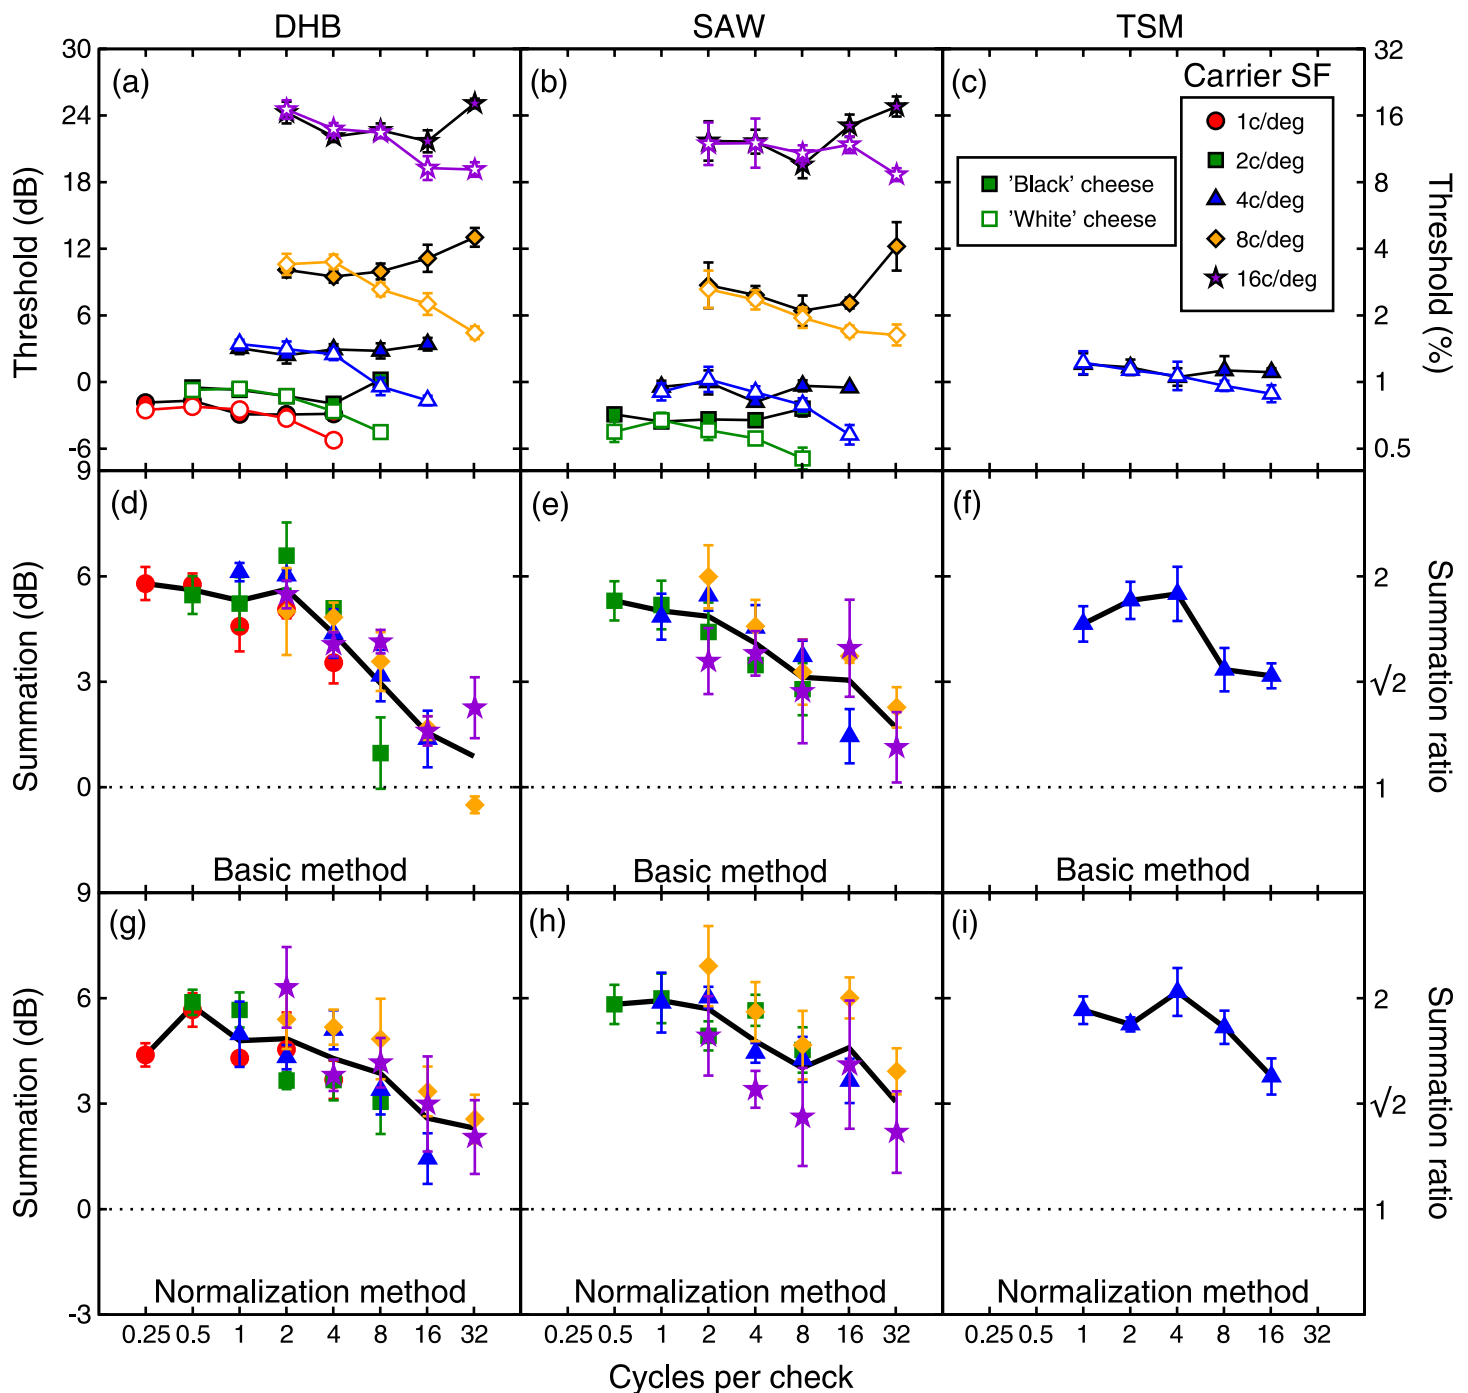 DHB SAW TSM
30 32
(a) (b) (c) Carrier SF
24 16
1c/deg
2c/deg
18 8
'Black' cheese 4c/deg
'White' cheese 8c/deg
12 4
16c/deg
6 2
0 1
-6 0.5
Threshold (dB) Threshold (%)
9
(d) (e) (f)
6 2
3 √2
0 1
Summation (dB) Summation ratio
Basic method Basic method Basic method
9
(g) (h) (i)
6 2
3 √2
0 1
Summation (dB) Summation ratio
Normalization method Normalization method Normalization method
-3
0.25 0.5 1 2 4 8 16 32 0.25 0.5 1 2 4 8 16 32 0.25 0.5 1 2 4 8 16 32
Cycles per check